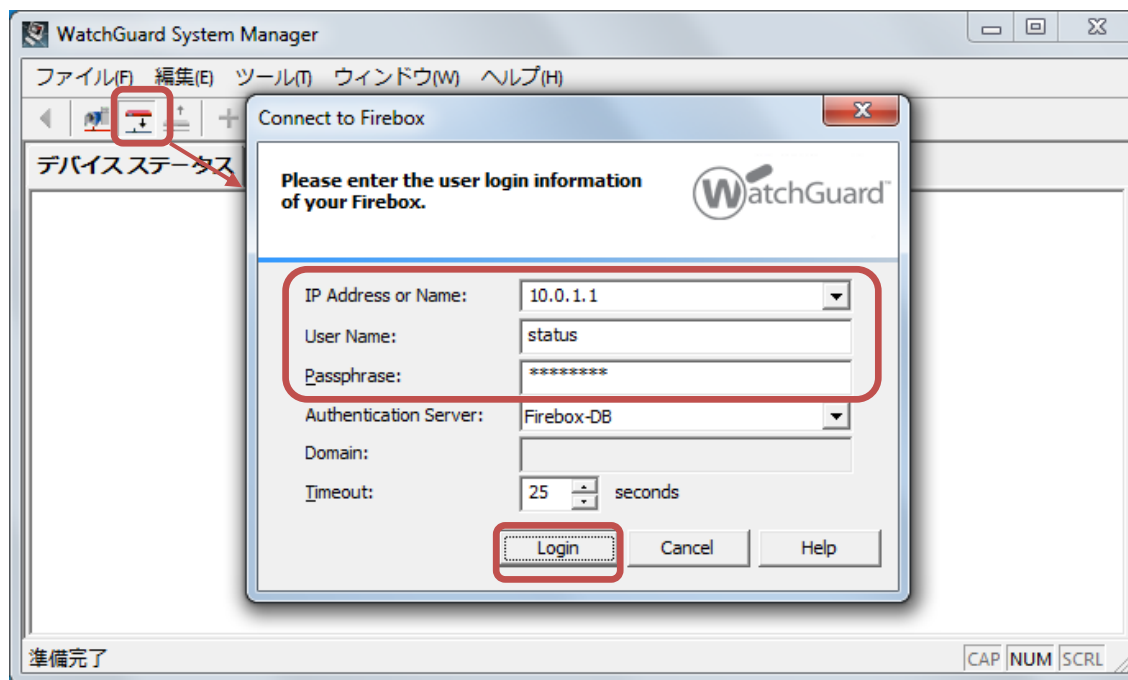 WatchGuard System Manager
ファイル(F) 編集(E) ツール(T) ウィンドウ(W) ヘルプ(H)
デバイス ステータス
Connect to Firebox
Please enter the user login information
of your Firebox.
WatchGuard
IP Address or Name: 10.0.1.1
User Name: status
Passphrase: ********
Authentication Server: Firebox-DB
Domain:
Timeout: 25 seconds
Login Cancel Help
準備完了 CAP NUM SCRL